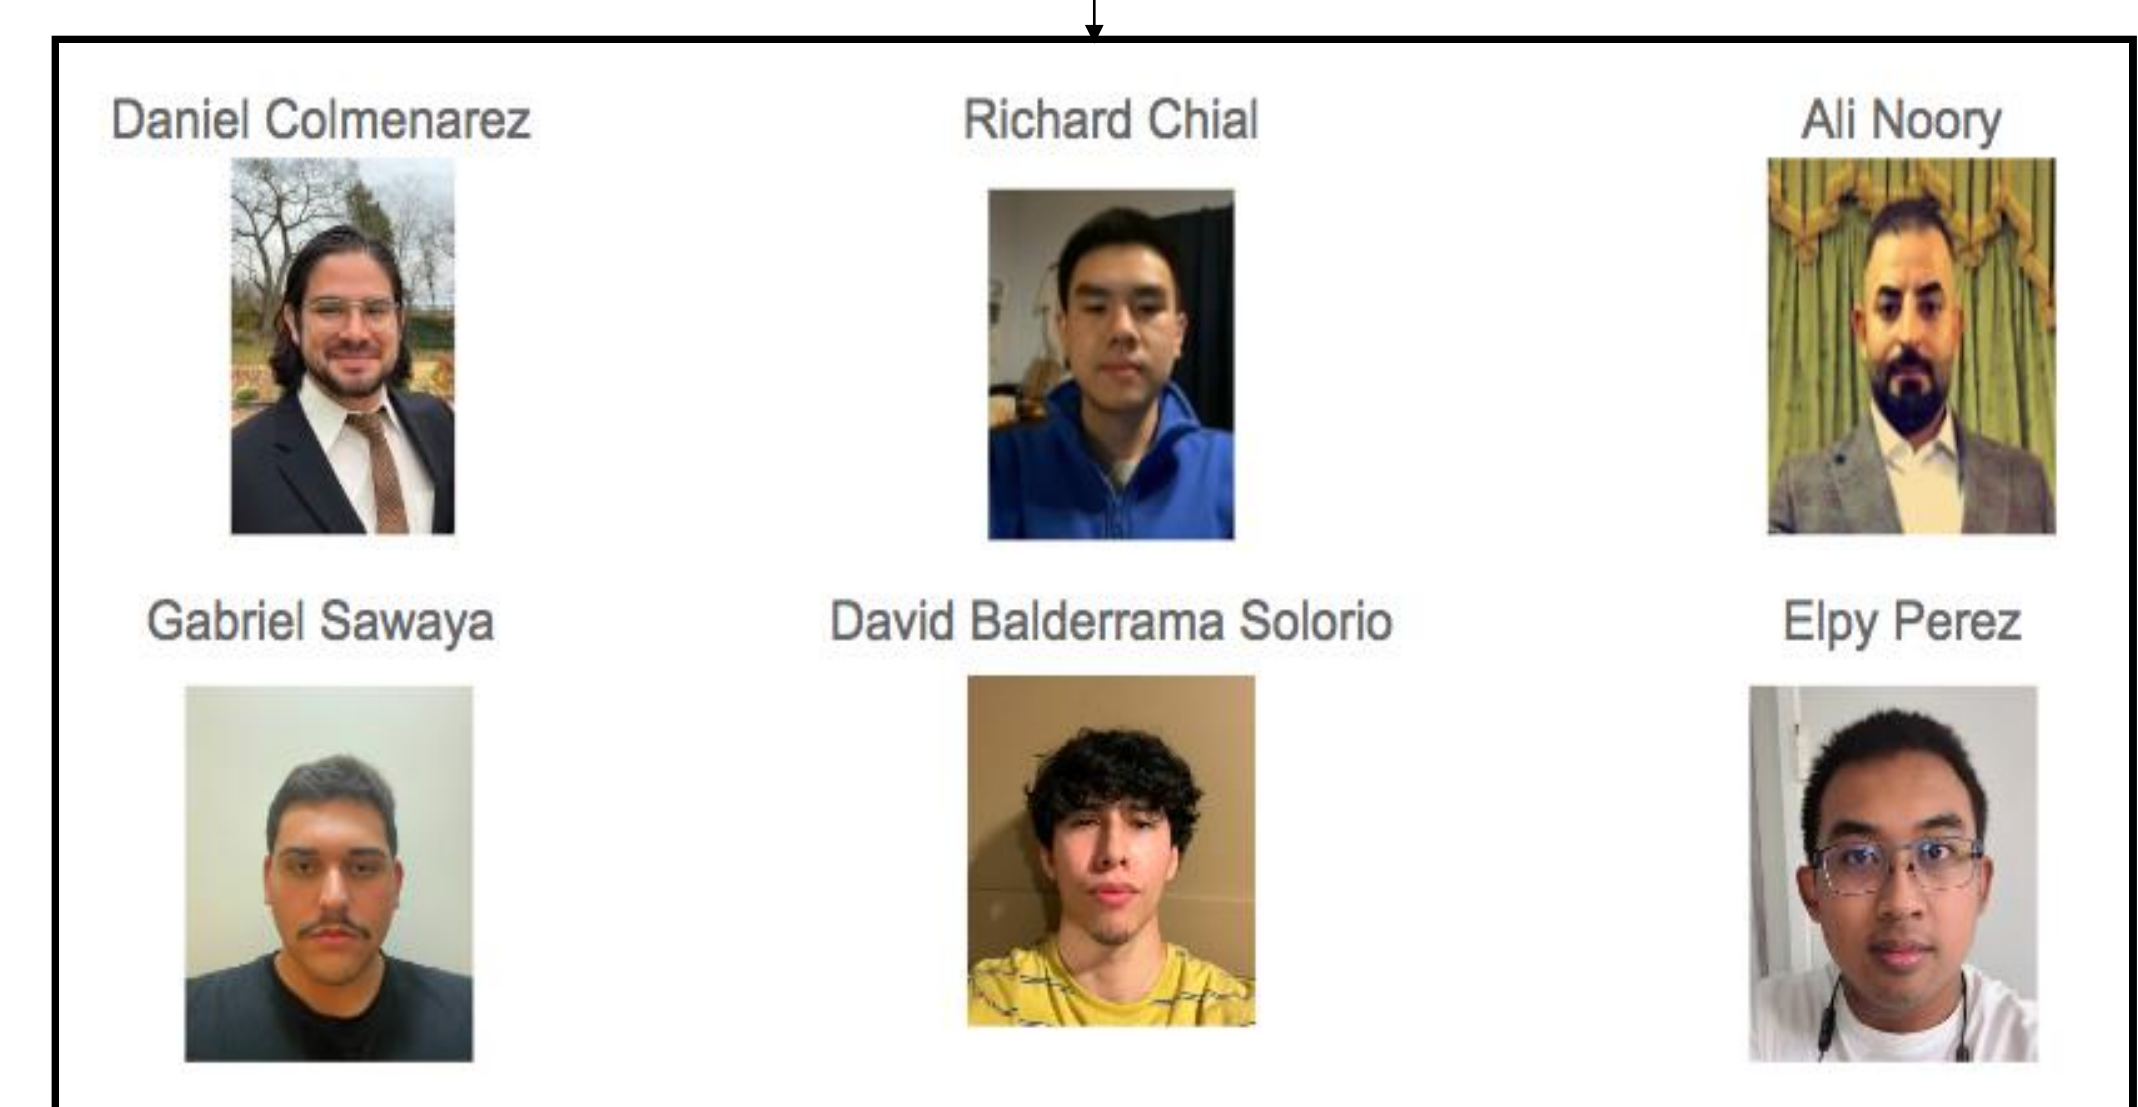 Daniel Colmenarez
Richard Chial
Ali Noory
Gabriel Sawaya
David Balderrama Solorio
Elpy Perez